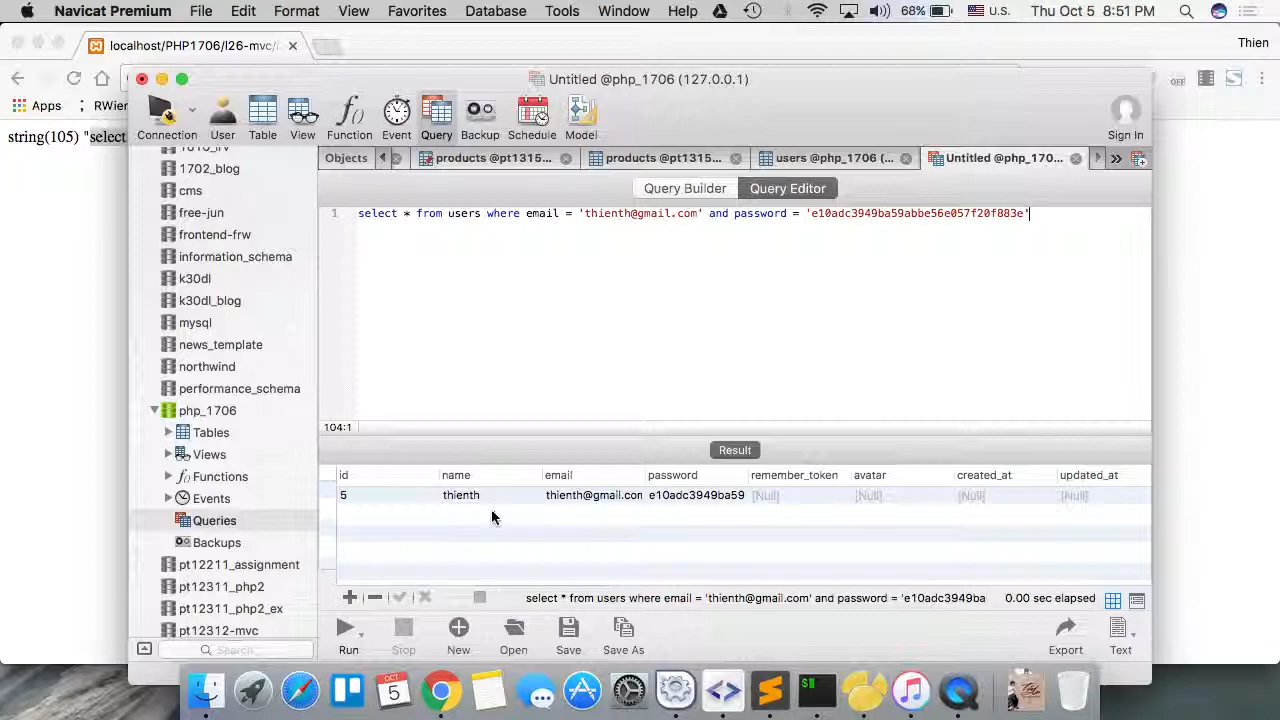 Navicat Premium File Edit Format View Favorites Database Tools Window Help 68% U.S. Thu Oct 5 8:51 PM
localhost/PHP1706/l26-mvc/
Thien
Untitled @php_1706 (127.0.0.1)
Apps
RWier
string(105) "select
Connection User Table View Function Event Query Backup Schedule Model Sign In
Objects products @pt1315... products @pt1315... users @php_1706 (... Untitled @php_170...
Query Builder Query Editor
1 select * from users where email = 'thienth@gmail.com' and password = 'e10adc3949ba59abbe56e057f20f883e'
1702_blog
cms
free-jun
frontend-frw
information_schema
k30dl
k30dl_blog
mysql
news_template
northwind
performance_schema
php_1706
Tables
Views
Functions
Events
Queries
Backups
pt12211_assignment
pt12311_php2
pt12311_php2_ex
pt12312-mvc
Search...
104:1
Result
id name email password remember_token avatar created_at updated_at
5 thienth thienth@gmail.con e10adc3949ba59 [Null] [Null] [Null] [Null]
select * from users where email = 'thienth@gmail.com' and password = 'e10adc3949ba 0.00 sec elapsed
Run Stop New Open Save Save As Export Text
OCT
5